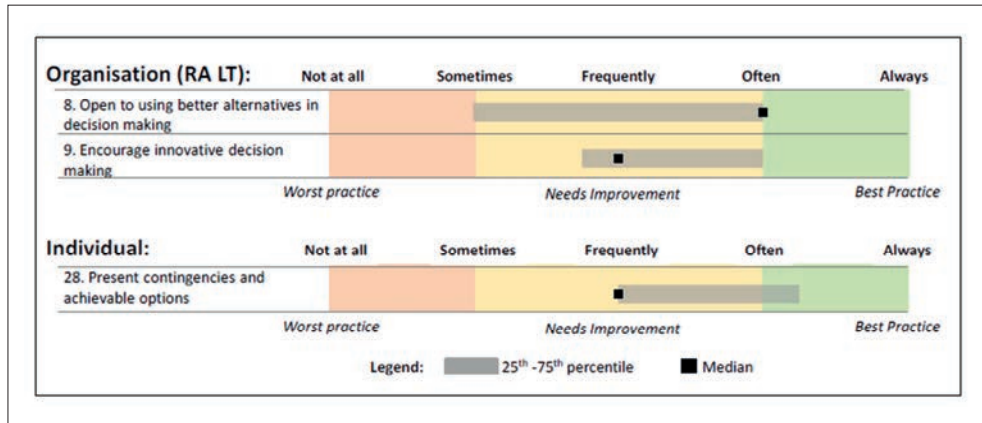 Organisation (RA LT): Not at all Sometimes Frequently Often Always
8. Open to using better alternatives in
decision making
9. Encourage innovative decision
making
Worst practice Needs Improvement Best Practice
Individual: Not at all Sometimes Frequently Often Always
28. Present contingencies and
achievable options
Worst practice Needs Improvement Best Practice
Legend: 25th -75th percentile Median